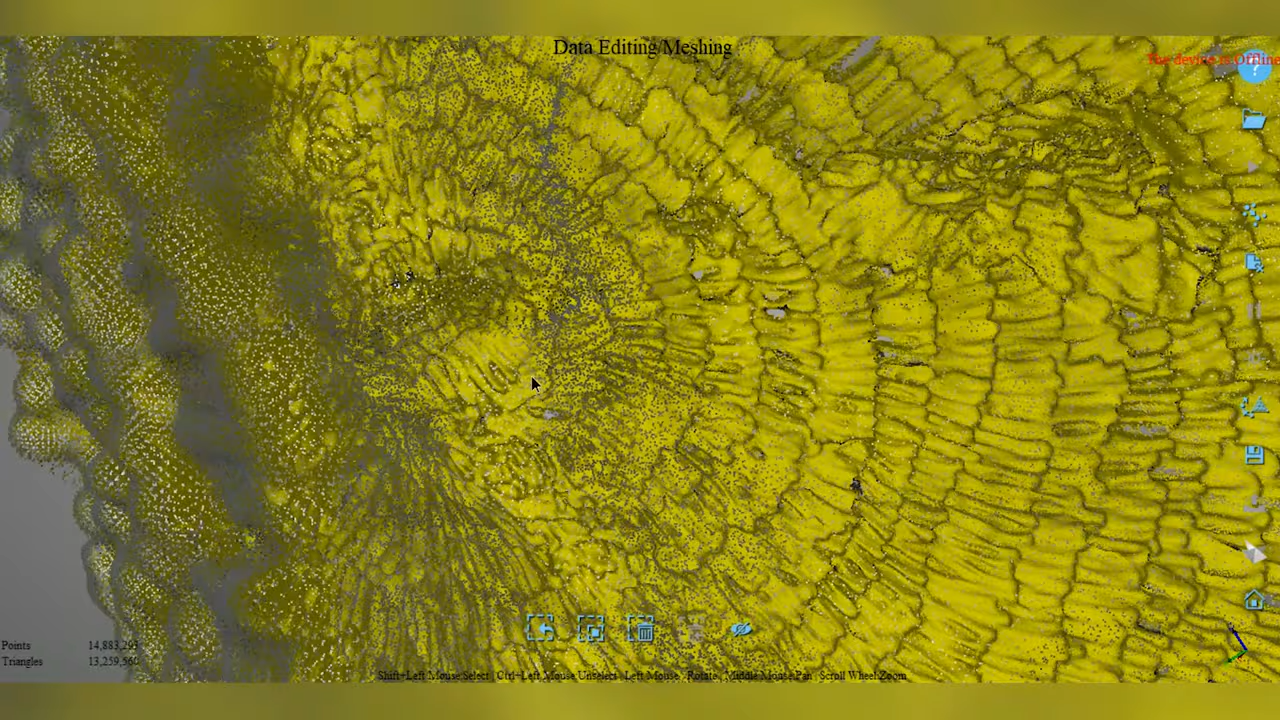 Data Editing/Meshing
The device is Offline
?
Points 14,883,293
Triangles 13,259,560
Shift+Left Mouse:Select | Ctrl+Left Mouse:Unselect | Left Mouse: Rotate | Middle Mouse:Pan | Scroll Wheel:Zoom